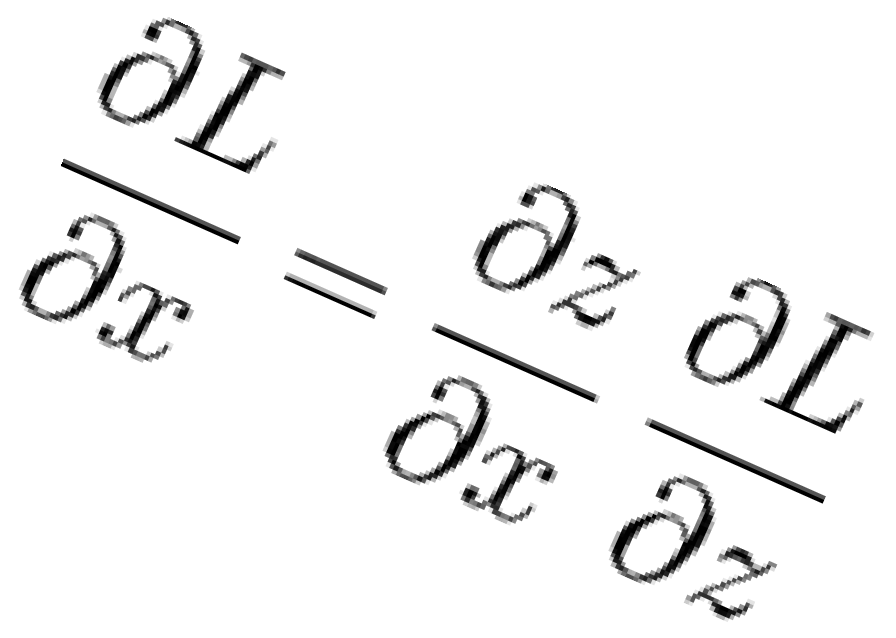 ∂L/∂x = ∂z/∂x ∂L/∂z